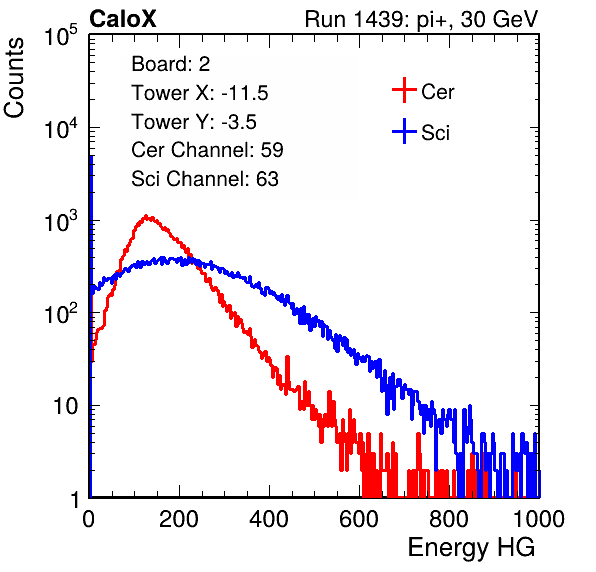 CaloX Run 1439: pi+, 30 GeV
Counts
10^5
10^4
10^3
10^2
10
1
Board: 2
Tower X: -11.5
Tower Y: -3.5
Cer Channel: 59
Sci Channel: 63
Cer
Sci
0 200 400 600 800 1000
Energy HG